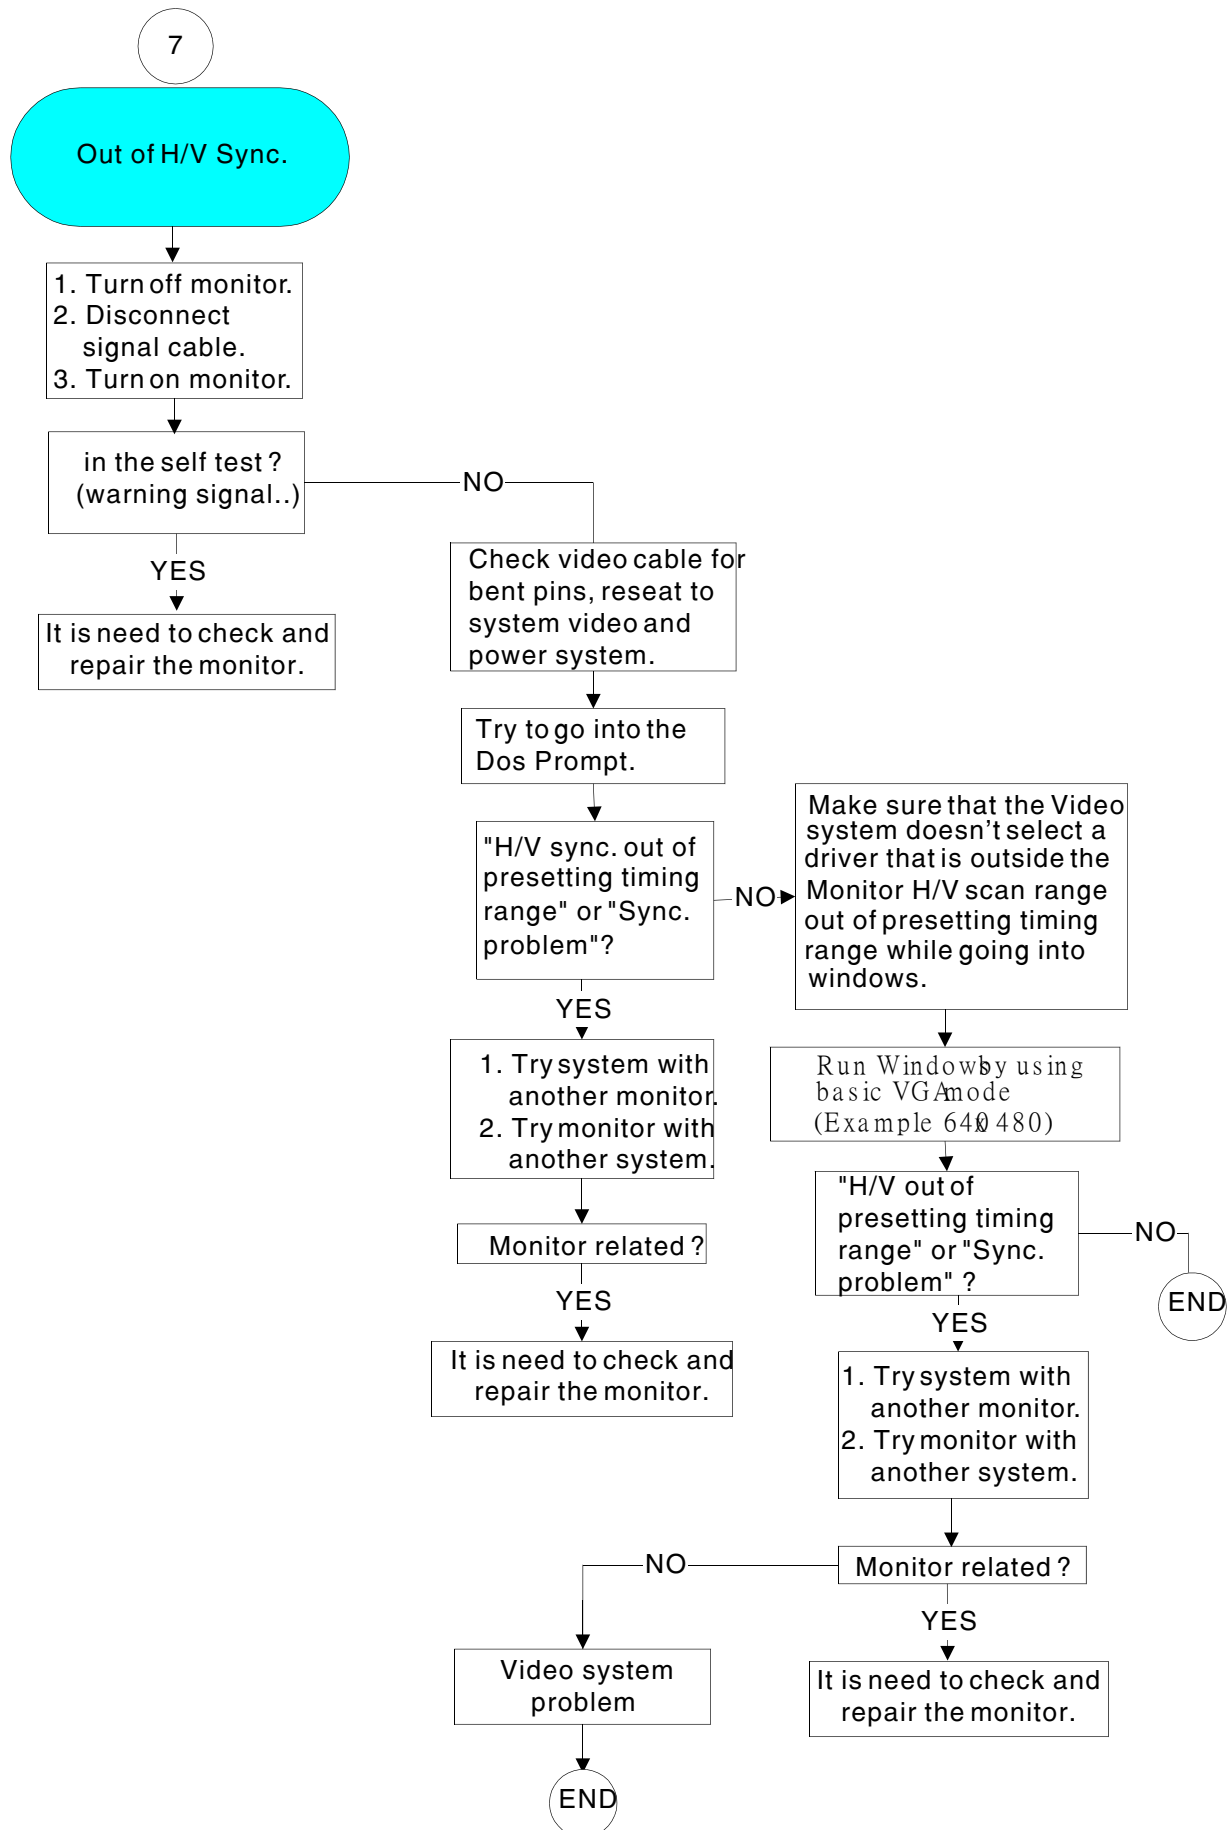 7
Out of H/V Sync.
1. Turn off monitor.
2. Disconnect
signal cable.
3. Turn on monitor.
in the self test ?
(warning signal..)
NO
YES
It is need to check and
repair the monitor.
Check video cable for
bent pins, reseat to
system video and
power system.
Try to go into the
Dos Prompt.
"H/V sync. out of
presetting timing
range" or "Sync.
problem"?
NO
Make sure that the Video
system doesn't select a
driver that is outside the
Monitor H/V scan range
out of presetting timing
range while going into
windows.
YES
1. Try system with
another monitor.
2. Try monitor with
another system.
Monitor related ?
YES
It is need to check and
repair the monitor.
Run Windows by using
basic VGA mode
(Example 640x 480)
"H/V out of
presetting timing
range" or "Sync.
problem" ?
NO
END
YES
1. Try system with
another monitor.
2. Try monitor with
another system.
Monitor related ?
NO
YES
Video system
problem
It is need to check and
repair the monitor.
END